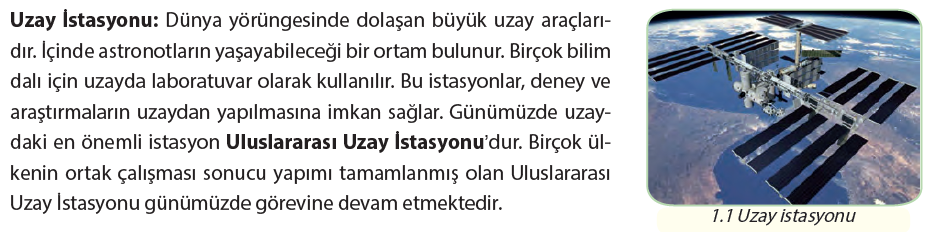 Uzay İstasyonu: Dünya yörüngesinde dolaşan büyük uzay araçları-
dır. İçinde astronotların yaşayabileceği bir ortam bulunur. Birçok bilim
dalı için uzayda laboratuvar olarak kullanılır. Bu istasyonlar, deney ve
araştırmaların uzaydan yapılmasına imkan sağlar. Günümüzde uzay-
daki en önemli istasyon Uluslararası Uzay İstasyonu'dur. Birçok ül-
kenin ortak çalışması sonucu yapımı tamamlanmış olan Uluslararası
Uzay İstasyonu günümüzde görevine devam etmektedir.
1.1 Uzay istasyonu